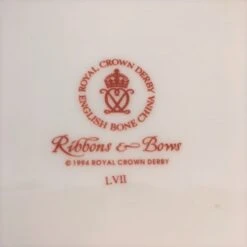 ROYAL CROWN DERBY
ENGLISH BONE CHINA
Ribbons & Bows
© 1994 ROYAL CROWN DERBY
LVII